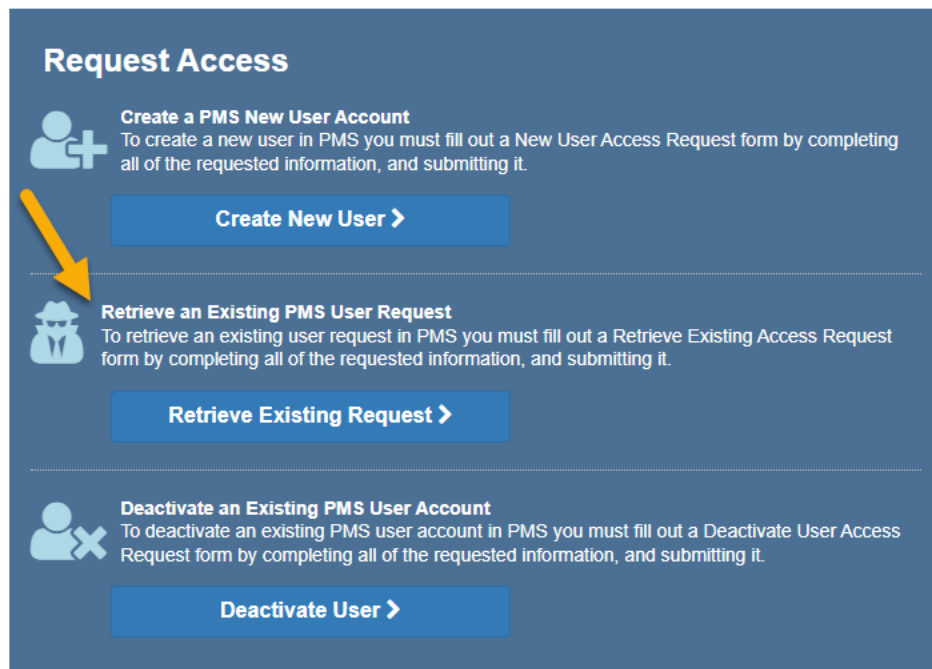 Request Access
Create a PMS New User Account
To create a new user in PMS you must fill out a New User Access Request form by completing
all of the requested information, and submitting it.
Create New User
Retrieve an Existing PMS User Request
To retrieve an existing user request in PMS you must fill out a Retrieve Existing Access Request
form by completing all of the requested information, and submitting it.
Retrieve Existing Request
Deactivate an Existing PMS User Account
To deactivate an existing PMS user account in PMS you must fill out a Deactivate User Access
Request form by completing all of the requested information, and submitting it.
Deactivate User